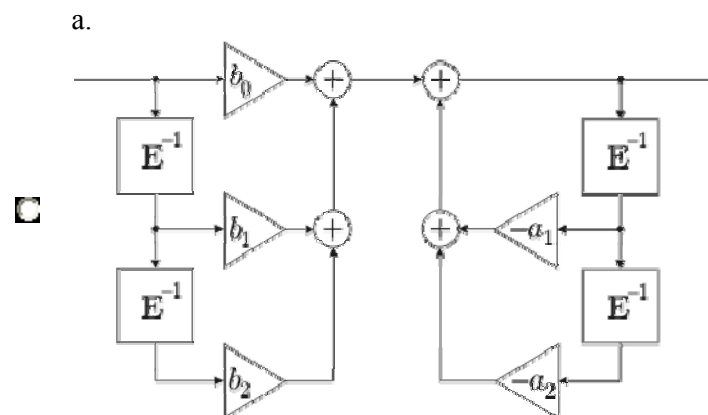 a.
b₀ + +
E⁻¹ E⁻¹
C
b₁ + + −a₁
E⁻¹ E⁻¹
b₂ −a₂